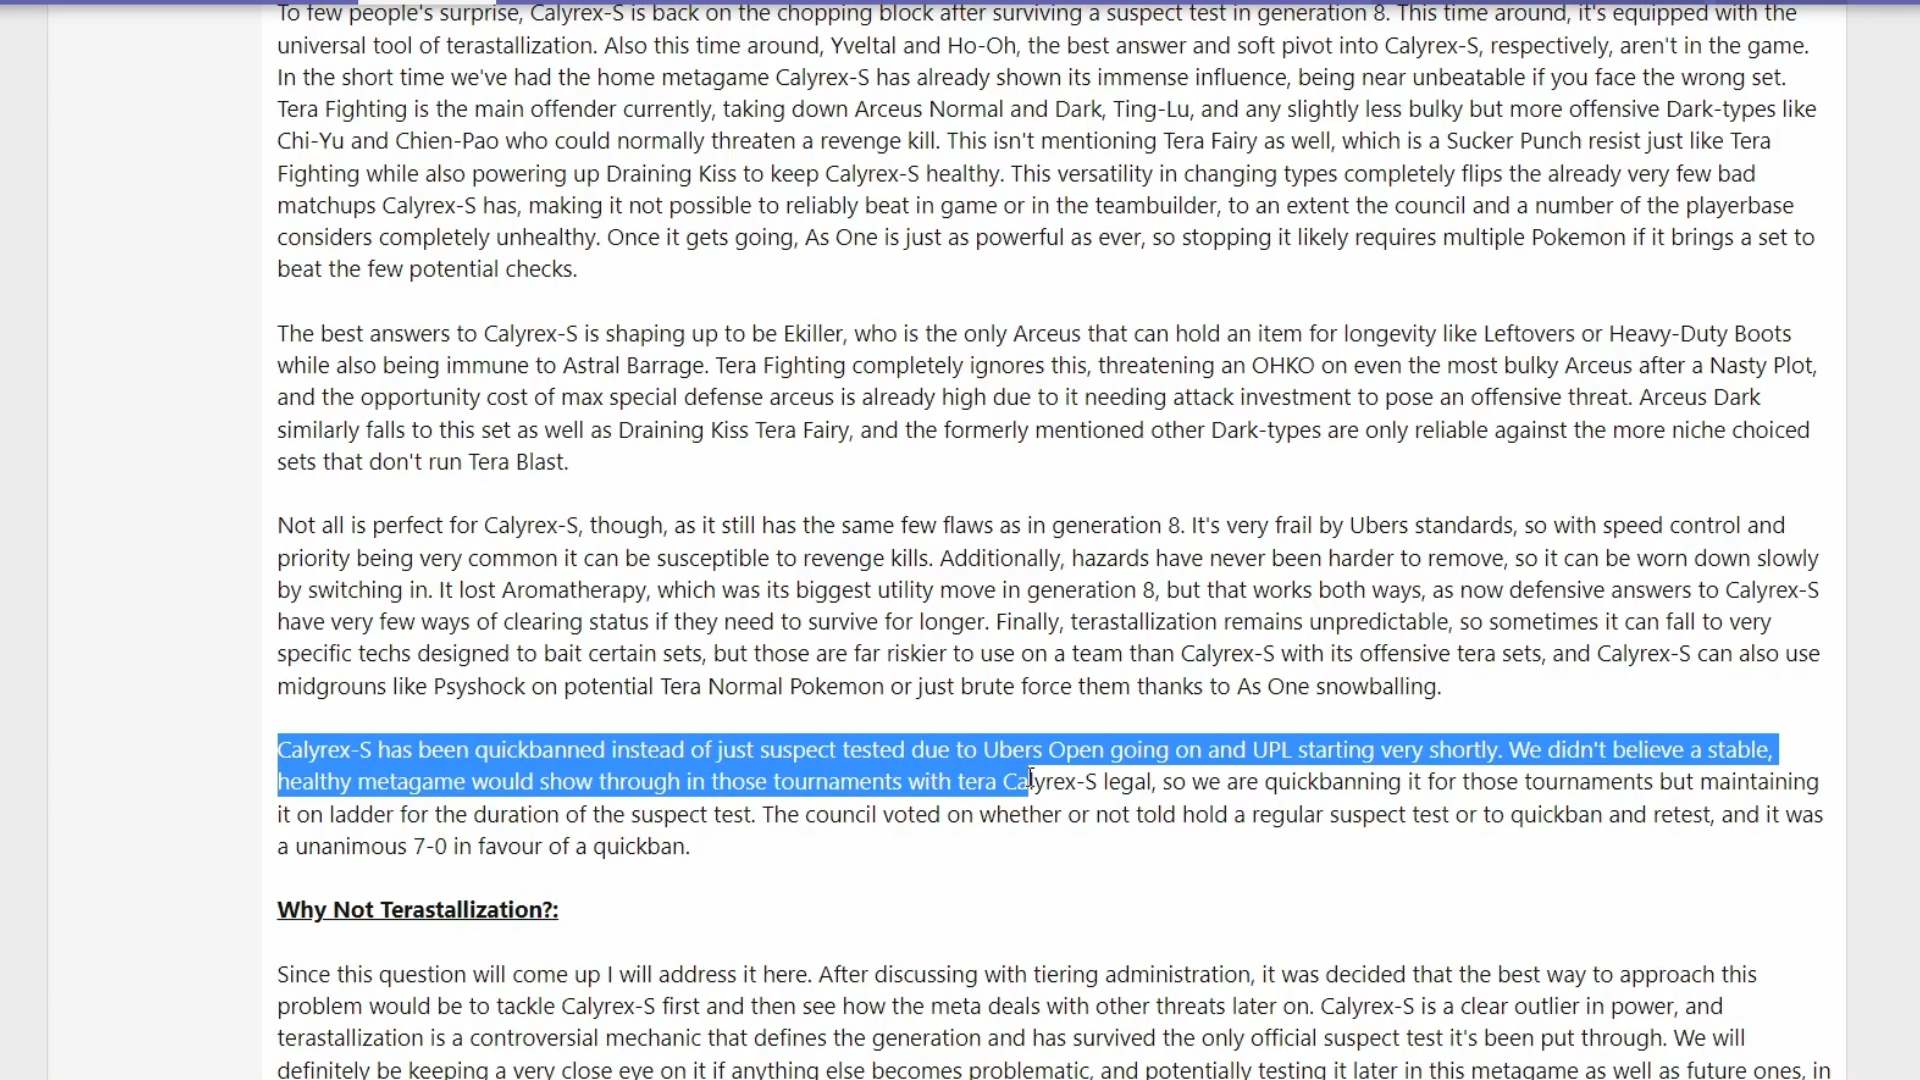 To few people's surprise, Calyrex-S is back on the chopping block after surviving a suspect test in generation 8. This time around, it's equipped with the
universal tool of terastallization. Also this time around, Yveltal and Ho-Oh, the best answer and soft pivot into Calyrex-S, respectively, aren't in the game.
In the short time we've had the home metagame Calyrex-S has already shown its immense influence, being near unbeatable if you face the wrong set.
Tera Fighting is the main offender currently, taking down Arceus Normal and Dark, Ting-Lu, and any slightly less bulky but more offensive Dark-types like
Chi-Yu and Chien-Pao who could normally threaten a revenge kill. This isn't mentioning Tera Fairy as well, which is a Sucker Punch resist just like Tera
Fighting while also powering up Draining Kiss to keep Calyrex-S healthy. This versatility in changing types completely flips the already very few bad
matchups Calyrex-S has, making it not possible to reliably beat in game or in the teambuilder, to an extent the council and a number of the playerbase
considers completely unhealthy. Once it gets going, As One is just as powerful as ever, so stopping it likely requires multiple Pokemon if it brings a set to
beat the few potential checks.
The best answers to Calyrex-S is shaping up to be Ekiller, who is the only Arceus that can hold an item for longevity like Leftovers or Heavy-Duty Boots
while also being immune to Astral Barrage. Tera Fighting completely ignores this, threatening an OHKO on even the most bulky Arceus after a Nasty Plot,
and the opportunity cost of max special defense arceus is already high due to it needing attack investment to pose an offensive threat. Arceus Dark
similarly falls to this set as well as Draining Kiss Tera Fairy, and the formerly mentioned other Dark-types are only reliable against the more niche choiced
sets that don't run Tera Blast.
Not all is perfect for Calyrex-S, though, as it still has the same few flaws as in generation 8. It's very frail by Ubers standards, so with speed control and
priority being very common it can be susceptible to revenge kills. Additionally, hazards have never been harder to remove, so it can be worn down slowly
by switching in. It lost Aromatherapy, which was its biggest utility move in generation 8, but that works both ways, as now defensive answers to Calyrex-S
have very few ways of clearing status if they need to survive for longer. Finally, terastallization remains unpredictable, so sometimes it can fall to very
specific techs designed to bait certain sets, but those are far riskier to use on a team than Calyrex-S with its offensive tera sets, and Calyrex-S can also use
midgrouns like Psyshock on potential Tera Normal Pokemon or just brute force them thanks to As One snowballing.
Calyrex-S has been quickbanned instead of just suspect tested due to Ubers Open going on and UPL starting very shortly. We didn't believe a stable,
healthy metagame would show through in those tournaments with tera Calyrex-S legal, so we are quickbanning it for those tournaments but maintaining
it on ladder for the duration of the suspect test. The council voted on whether or not told hold a regular suspect test or to quickban and retest, and it was
a unanimous 7-0 in favour of a quickban.
Why Not Terastallization?:
Since this question will come up I will address it here. After discussing with tiering administration, it was decided that the best way to approach this
problem would be to tackle Calyrex-S first and then see how the meta deals with other threats later on. Calyrex-S is a clear outlier in power, and
terastallization is a controversial mechanic that defines the generation and has survived the only official suspect test it's been put through. We will
definitely be keeping a very close eye on it if anything else becomes problematic, and potentially testing it later in this metagame as well as future ones, in